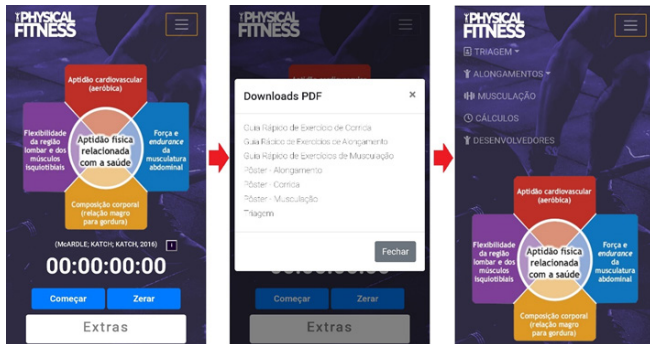 PHYSICAL
FITNESS
Aptidão cardiovascular
(aeróbica)
Flexibilidade
da região
lombar e dos
músculos
isquiotibiais
Aptidão física
relacionada
com a saúde
Força e
endurance
da
musculatura
abdominal
Composição corporal
(relação magro
para gordura)
(McARDLE; KATCH; KATCH, 2016)
00:00:00:00
Começar
Zerar
Extras
PHYSICAL
FITNESS
Downloads PDF ×
Guia Rápido de Exercício de Corrida
Guia Rápido de Exercícios de Alongamento
Guia Rápido de Exercícios de Musculação
Pôster - Alongamento
Pôster - Corrida
Pôster - Musculação
Triagem
Fechar
Começar
Zerar
Extras
PHYSICAL
FITNESS
TRIAGEM
ALONGAMENTOS
MUSCULAÇÃO
CÁLCULOS
DESENVOLVEDORES
Aptidão cardiovascular
(aeróbica)
Flexibilidade
da região
lombar e dos
músculos
isquiotibiais
Aptidão física
relacionada
com a saúde
Força e
endurance
da
musculatura
abdominal
Composição corporal
(relação magro
para gordura)